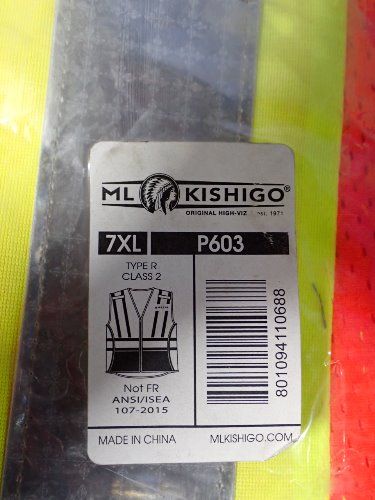 ML KISHIGO®
ORIGINAL HIGH-VIZ est. 1971
7XL P603
TYPE R
CLASS 2
Not FR
ANSI/ISEA
107-2015
801094110688
MADE IN CHINA MLKISHIGO.COM